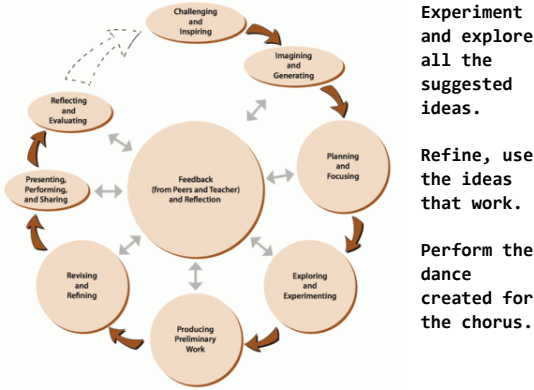 Challenging
and
Inspiring
Imagining
and
Generating
Planning
and
Focusing
Exploring
and
Experimenting
Producing
Preliminary
Work
Revising
and
Refining
Presenting,
Performing,
and Sharing
Reflecting
and
Evaluating
Feedback
(from Peers and Teacher)
and Reflection
Experiment
and explore
all the
suggested
ideas.
Refine, use
the ideas
that work.
Perform the
dance
created for
the chorus.